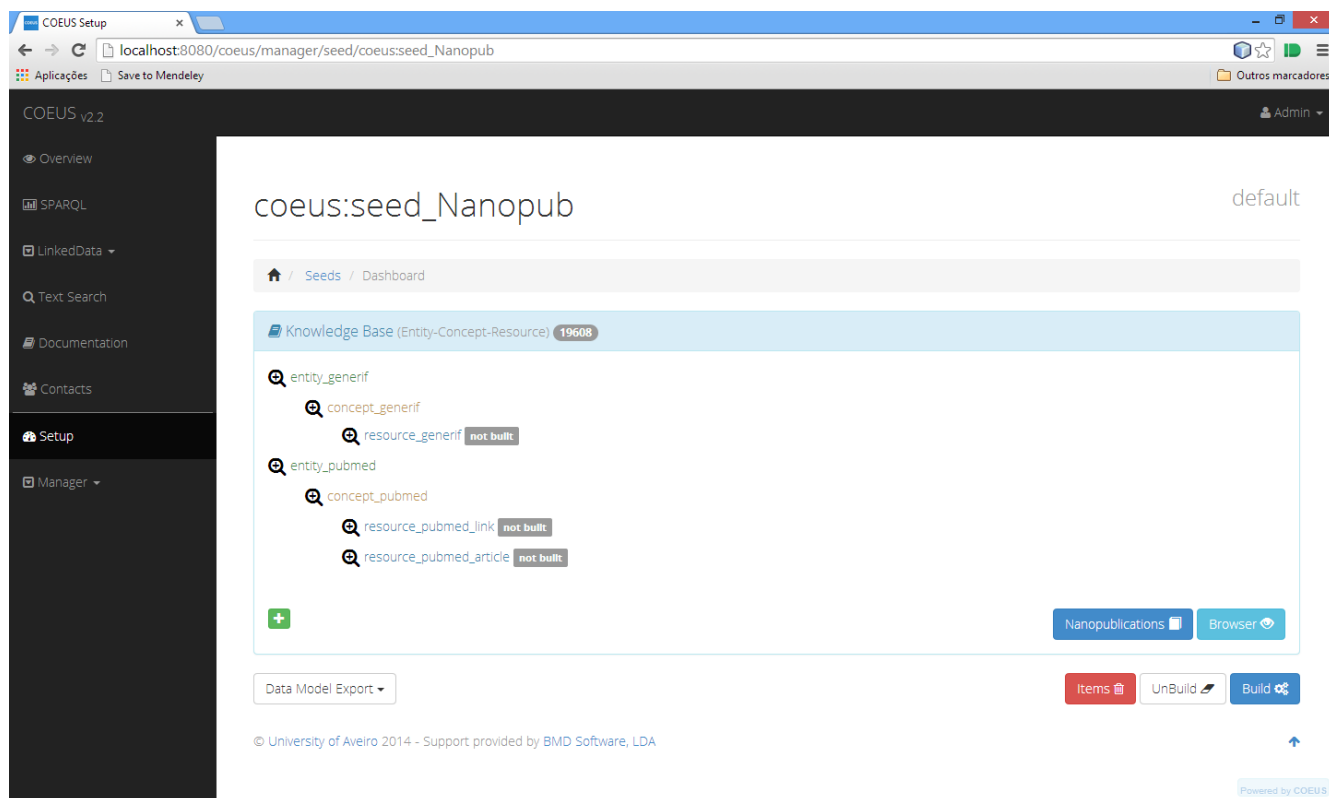 COEUS Setup
localhost:8080/coeus/manager/seed/coeus:seed_Nanopub
Aplicações Save to Mendeley Outros marcadores
COEUS v2.2 Admin
Overview
SPARQL
LinkedData
Text Search
Documentation
Contacts
Setup
Manager
coeus:seed_Nanopub default
/ Seeds / Dashboard
Knowledge Base (Entity-Concept-Resource) 19608
entity_generif
concept_generif
resource_generif not built
entity_pubmed
concept_pubmed
resource_pubmed_link not built
resource_pubmed_article not built
Nanopublications Browser
Data Model Export Items UnBuild Build
© University of Aveiro 2014 - Support provided by BMD Software, LDA
Powered by COEUS